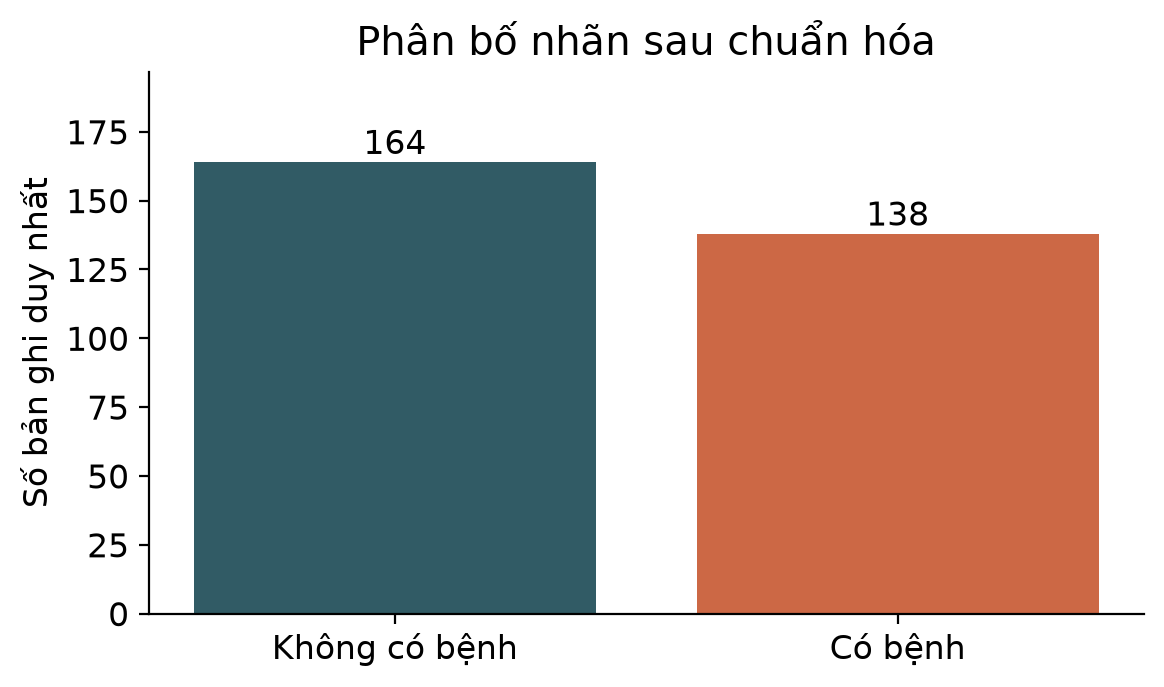 Phân bố nhãn sau chuẩn hóa
Số bản ghi duy nhất
175
150
125
100
75
50
25
0
164
138
Không có bệnh
Có bệnh